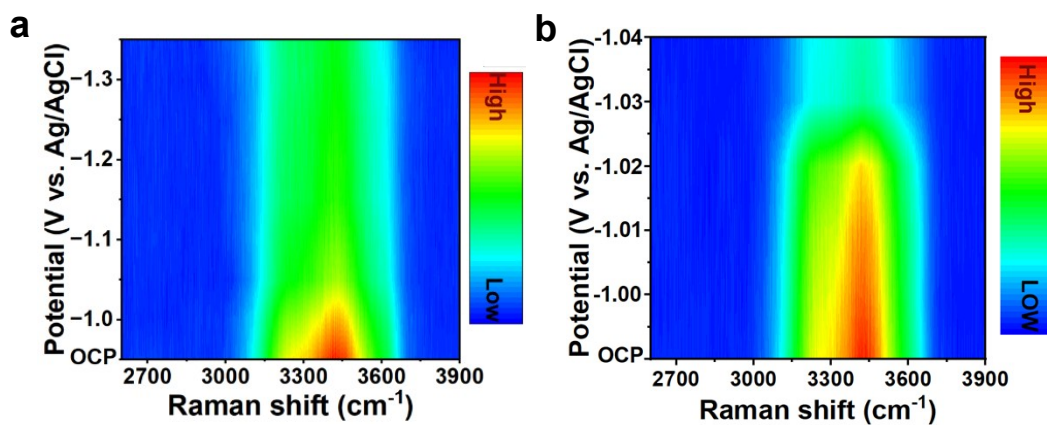 a
Potential (V vs. Ag/AgCl)
−1.3
−1.2
−1.1
−1.0
OCP
2700 3000 3300 3600 3900
Raman shift (cm⁻¹)
High
Low
b
Potential (V vs. Ag/AgCl)
-1.04
-1.03
-1.02
-1.01
-1.00
OCP
2700 3000 3300 3600 3900
Raman shift (cm⁻¹)
High
LOW